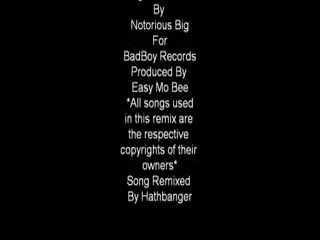 By
Notorious Big
For
BadBoy Records
Produced By
Easy Mo Bee
*All songs used
in this remix are
the respective
copyrights of their
owners*
Song Remixed
By Hathbanger